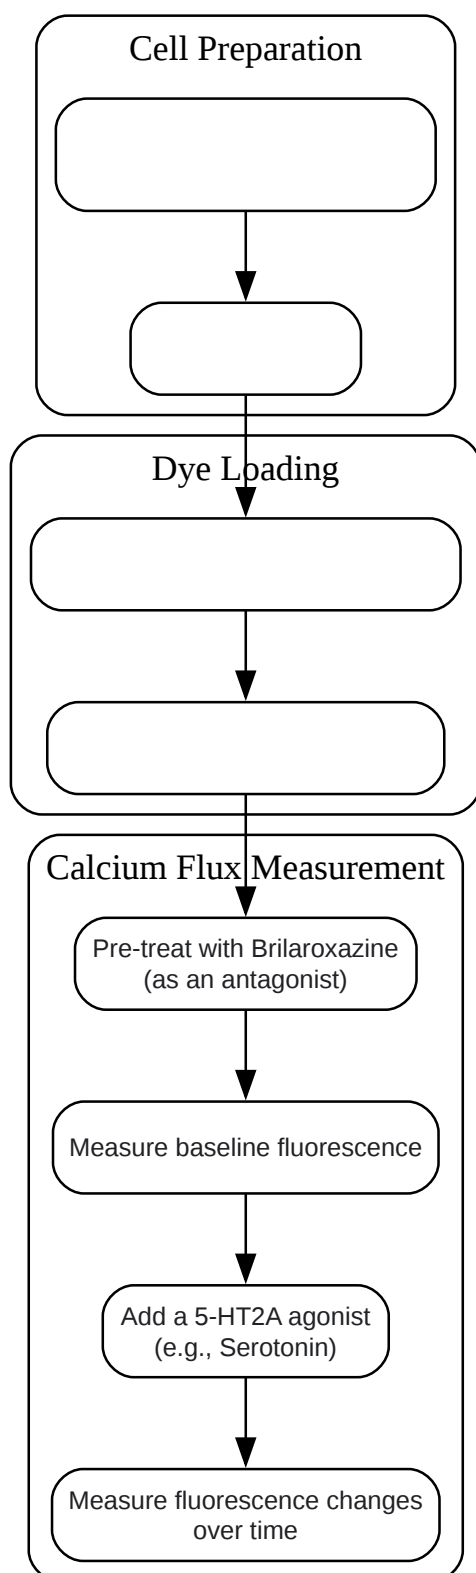 Cell Preparation
Dye Loading
Calcium Flux Measurement
Pre-treat with Brilaroxazine
(as an antagonist)
Measure baseline fluorescence
Add a 5-HT2A agonist
(e.g., Serotonin)
Measure fluorescence changes
over time